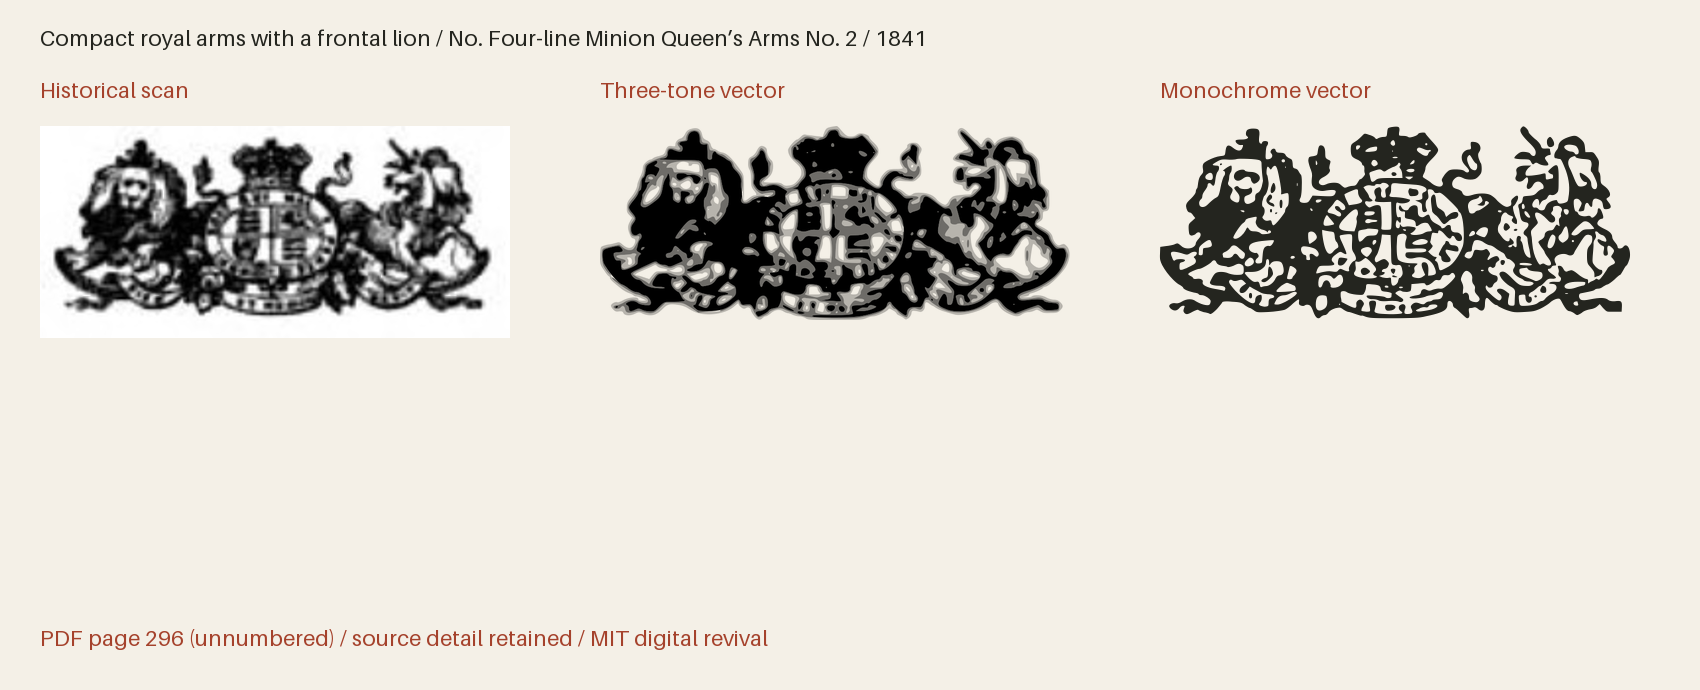 Compact royal arms with a frontal lion / No. Four-line Minion Queen’s Arms No. 2 / 1841
Historical scan
Three-tone vector
Monochrome vector
PDF page 296 (unnumbered) / source detail retained / MIT digital revival